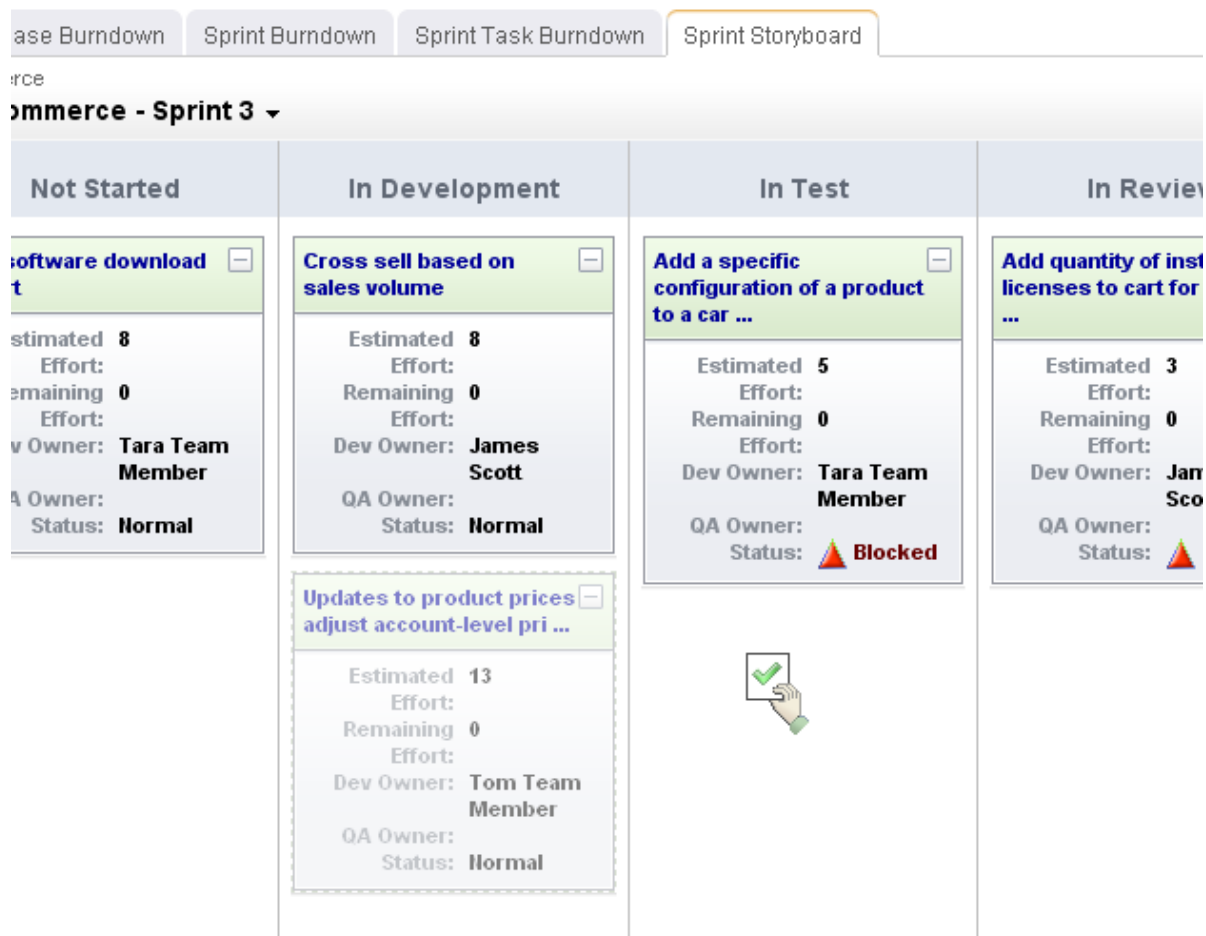 ase Burndown Sprint Burndown Sprint Task Burndown Sprint Storyboard
erce
ommerce - Sprint 3
Not Started In Development In Test In Review
software download
t
Estimated 8
Effort:
Remaining 0
Effort:
v Owner: Tara Team
Member
A Owner:
Status: Normal
Cross sell based on
sales volume
Estimated 8
Effort:
Remaining 0
Effort:
Dev Owner: James
Scott
QA Owner:
Status: Normal
Updates to product prices
adjust account-level pri ...
Estimated 13
Effort:
Remaining 0
Effort:
Dev Owner: Tom Team
Member
QA Owner:
Status: Normal
Add a specific
configuration of a product
to a car ...
Estimated 5
Effort:
Remaining 0
Effort:
Dev Owner: Tara Team
Member
QA Owner:
Status: Blocked
Add quantity of inst
licenses to cart for
...
Estimated 3
Effort:
Remaining 0
Effort:
Dev Owner: Jam
Sco
QA Owner:
Status: